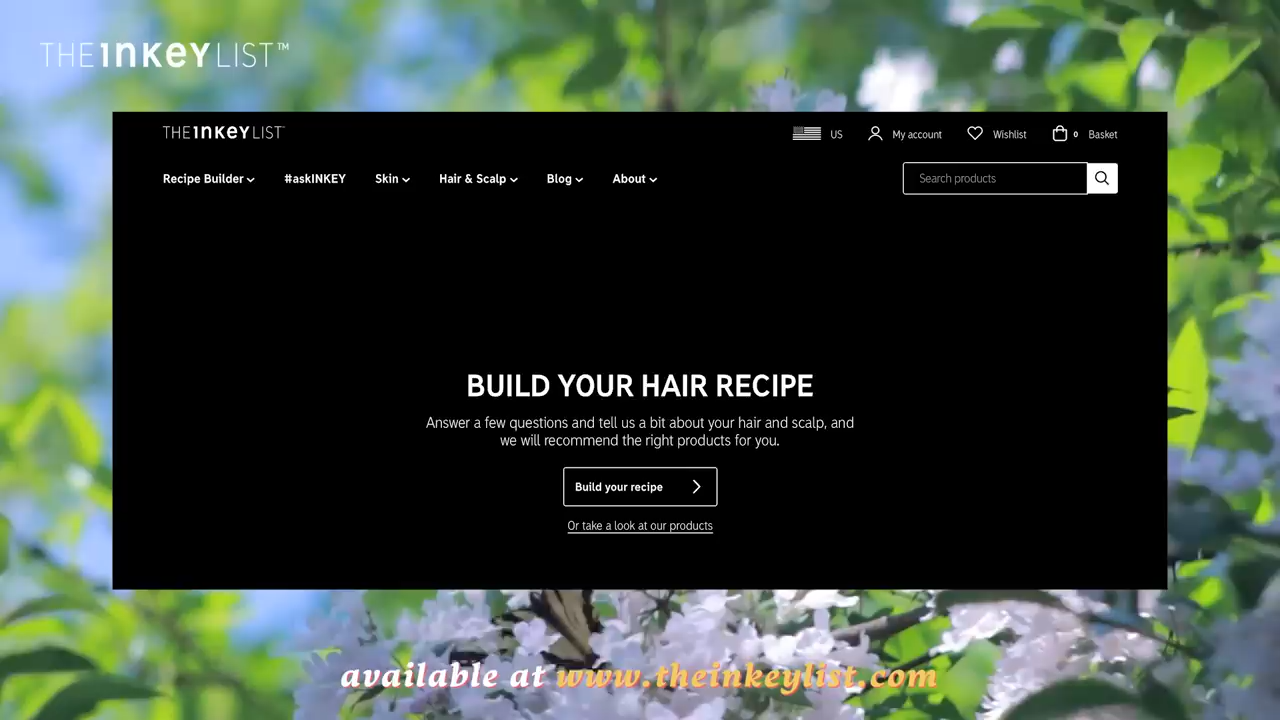 THE INKEY LIST™
THE INKEY LIST™
US
My account
Wishlist
0
Basket
Recipe Builder
#askINKEY
Skin
Hair & Scalp
Blog
About
Search products
BUILD YOUR HAIR RECIPE
Answer a few questions and tell us a bit about your hair and scalp, and
we will recommend the right products for you.
Build your recipe
Or take a look at our products
available at www.theinkeylist.com